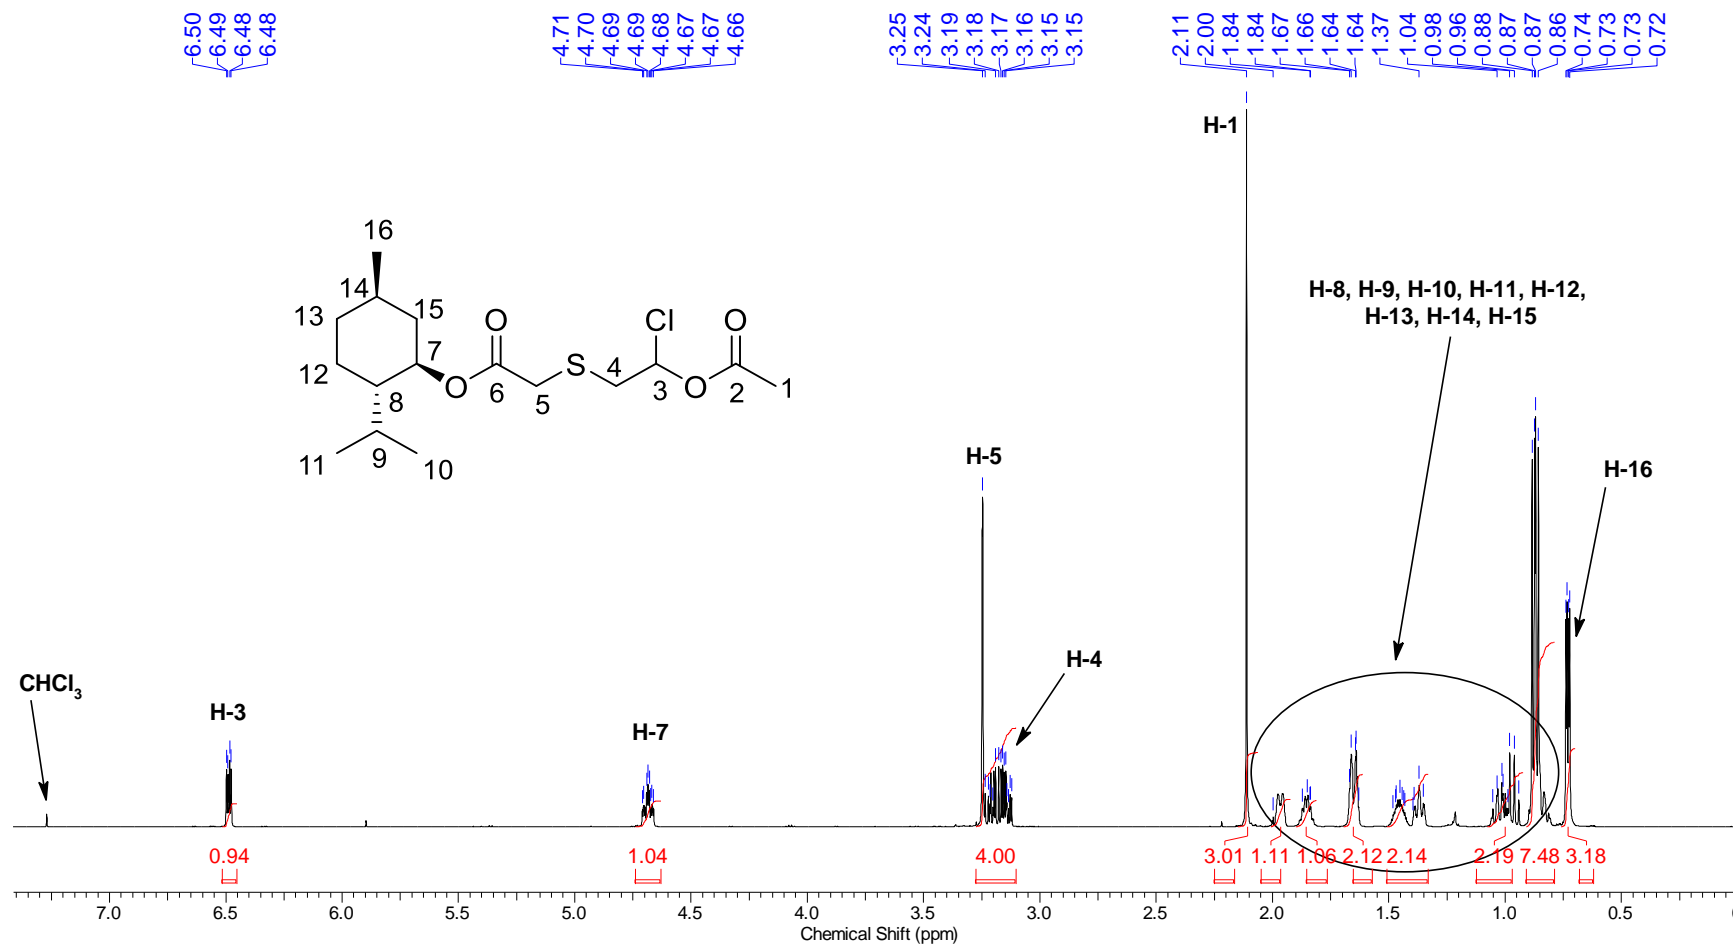 6.50 6.49 6.48 6.48 4.71 4.70 4.69 4.69 4.68 4.67 4.67 4.66 3.25 3.24 3.19 3.18 3.17 3.16 3.15 3.15 2.11 2.00 1.84 1.84 1.67 1.66 1.64 1.64 1.37 1.04 0.98 0.96 0.88 0.87 0.87 0.86 0.74 0.73 0.73 0.72
H-1
16
14
13
15
Cl
O
O
7
12
S
4
O
6
5
3
O
2
1
8
11
9
10
H-8, H-9, H-10, H-11, H-12,
H-13, H-14, H-15
H-5
H-16
H-4
CHCl3
H-3
H-7
0.94 1.04 4.00 3.01 1.11 1.06 2.12 2.14 2.19 7.48 3.18
7.0 6.5 6.0 5.5 5.0 4.5 4.0 3.5 3.0 2.5 2.0 1.5 1.0 0.5
Chemical Shift (ppm)